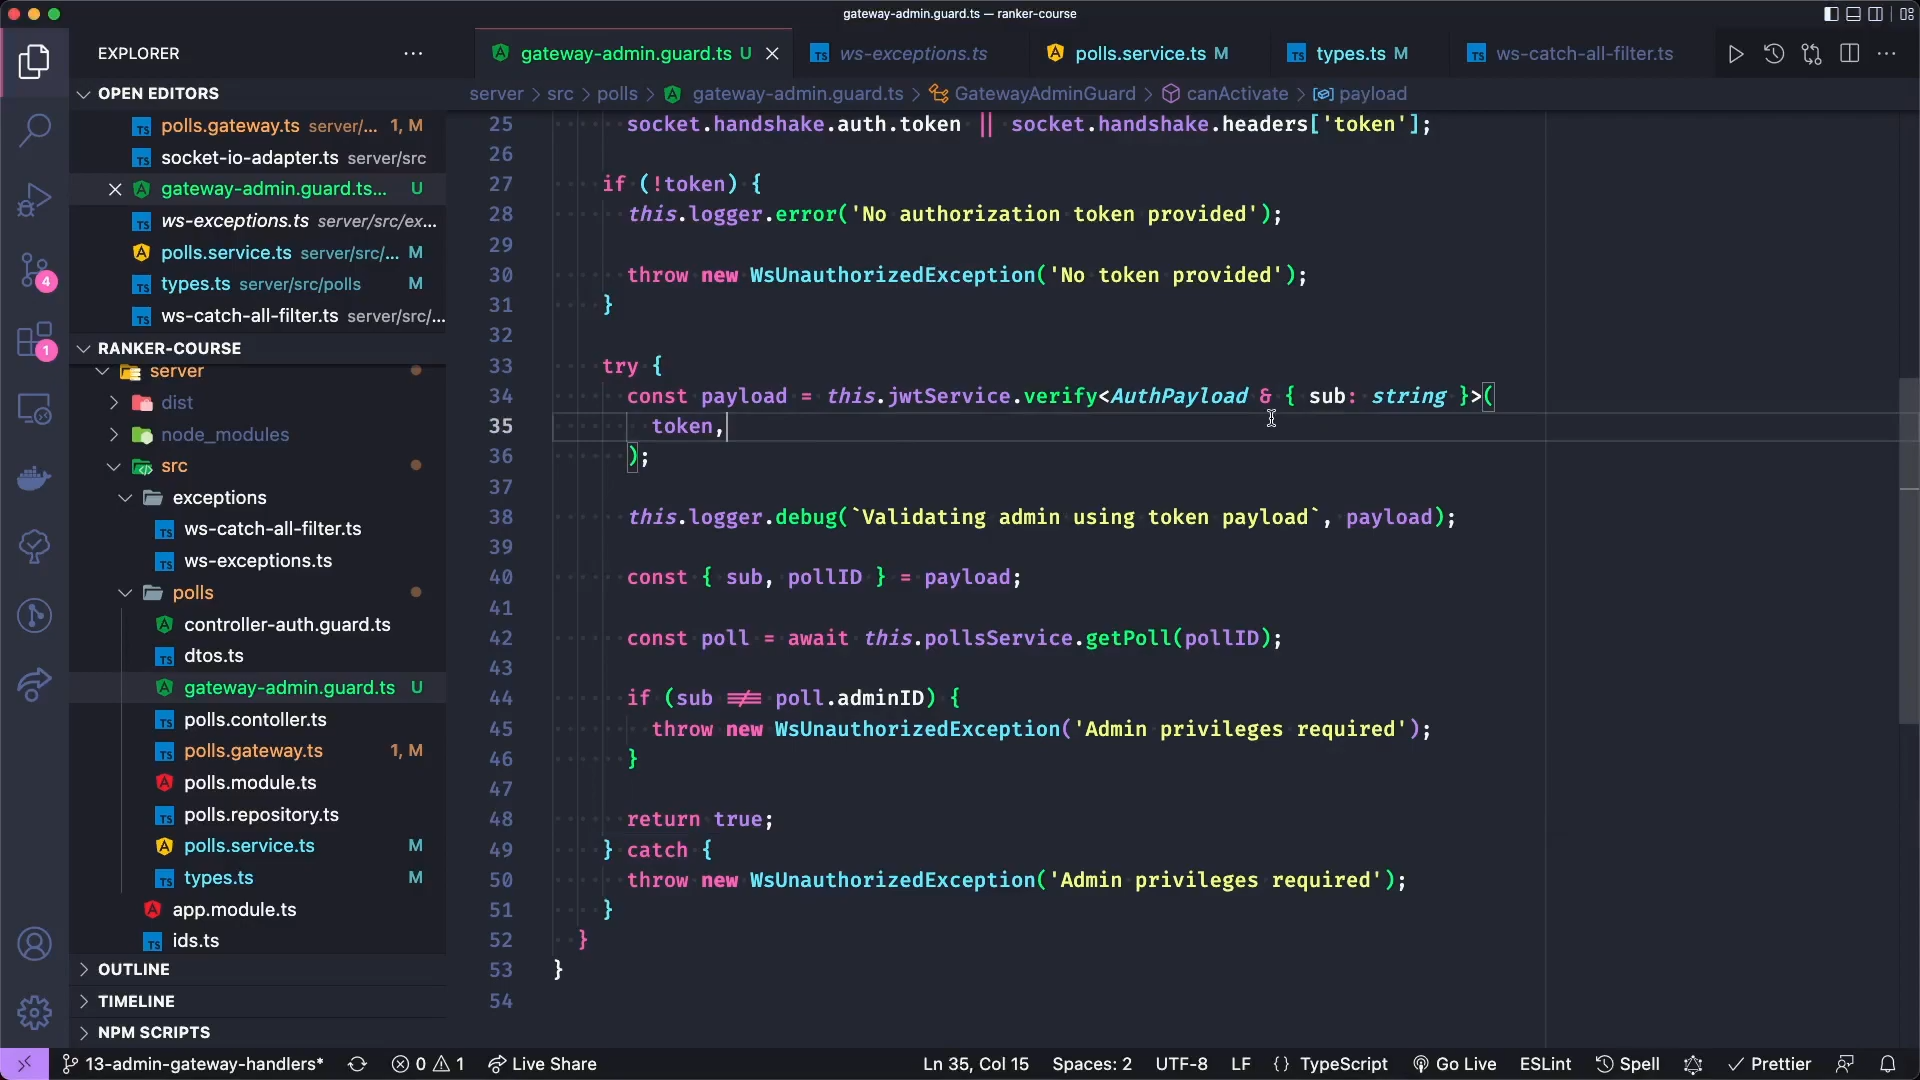 gateway-admin.guard.ts — ranker-course
EXPLORER
gateway-admin.guard.ts U
ws-exceptions.ts
polls.service.ts M
types.ts M
ws-catch-all-filter.ts
OPEN EDITORS
server > src > polls > gateway-admin.guard.ts > GatewayAdminGuard > canActivate > payload
polls.gateway.ts server/... 1, M
socket-io-adapter.ts server/src
gateway-admin.guard.ts... U
ws-exceptions.ts server/src/ex...
polls.service.ts server/src/... M
types.ts server/src/polls M
ws-catch-all-filter.ts server/src/...
RANKER-COURSE
server
dist
node_modules
src
exceptions
ws-catch-all-filter.ts
ws-exceptions.ts
polls
controller-auth.guard.ts
dtos.ts
gateway-admin.guard.ts U
polls.contoller.ts
polls.gateway.ts 1, M
polls.module.ts
polls.repository.ts
polls.service.ts M
types.ts M
app.module.ts
ids.ts
OUTLINE
TIMELINE
NPM SCRIPTS
4
1
25 socket.handshake.auth.token || socket.handshake.headers['token'];
26
27 if (!token) {
28 this.logger.error('No authorization token provided');
29
30 throw new WsUnauthorizedException('No token provided');
31 }
32
33 try {
34 const payload = this.jwtService.verify<AuthPayload & { sub: string }>(
35 token,
36 );
37
38 this.logger.debug(`Validating admin using token payload`, payload);
39
40 const { sub, pollID } = payload;
41
42 const poll = await this.pollsService.getPoll(pollID);
43
44 if (sub !== poll.adminID) {
45 throw new WsUnauthorizedException('Admin privileges required');
46 }
47
48 return true;
49 } catch {
50 throw new WsUnauthorizedException('Admin privileges required');
51 }
52 }
53 }
54
13-admin-gateway-handlers* 0 1 Live Share Ln 35, Col 15 Spaces: 2 UTF-8 LF {} TypeScript Go Live ESLint Spell Prettier